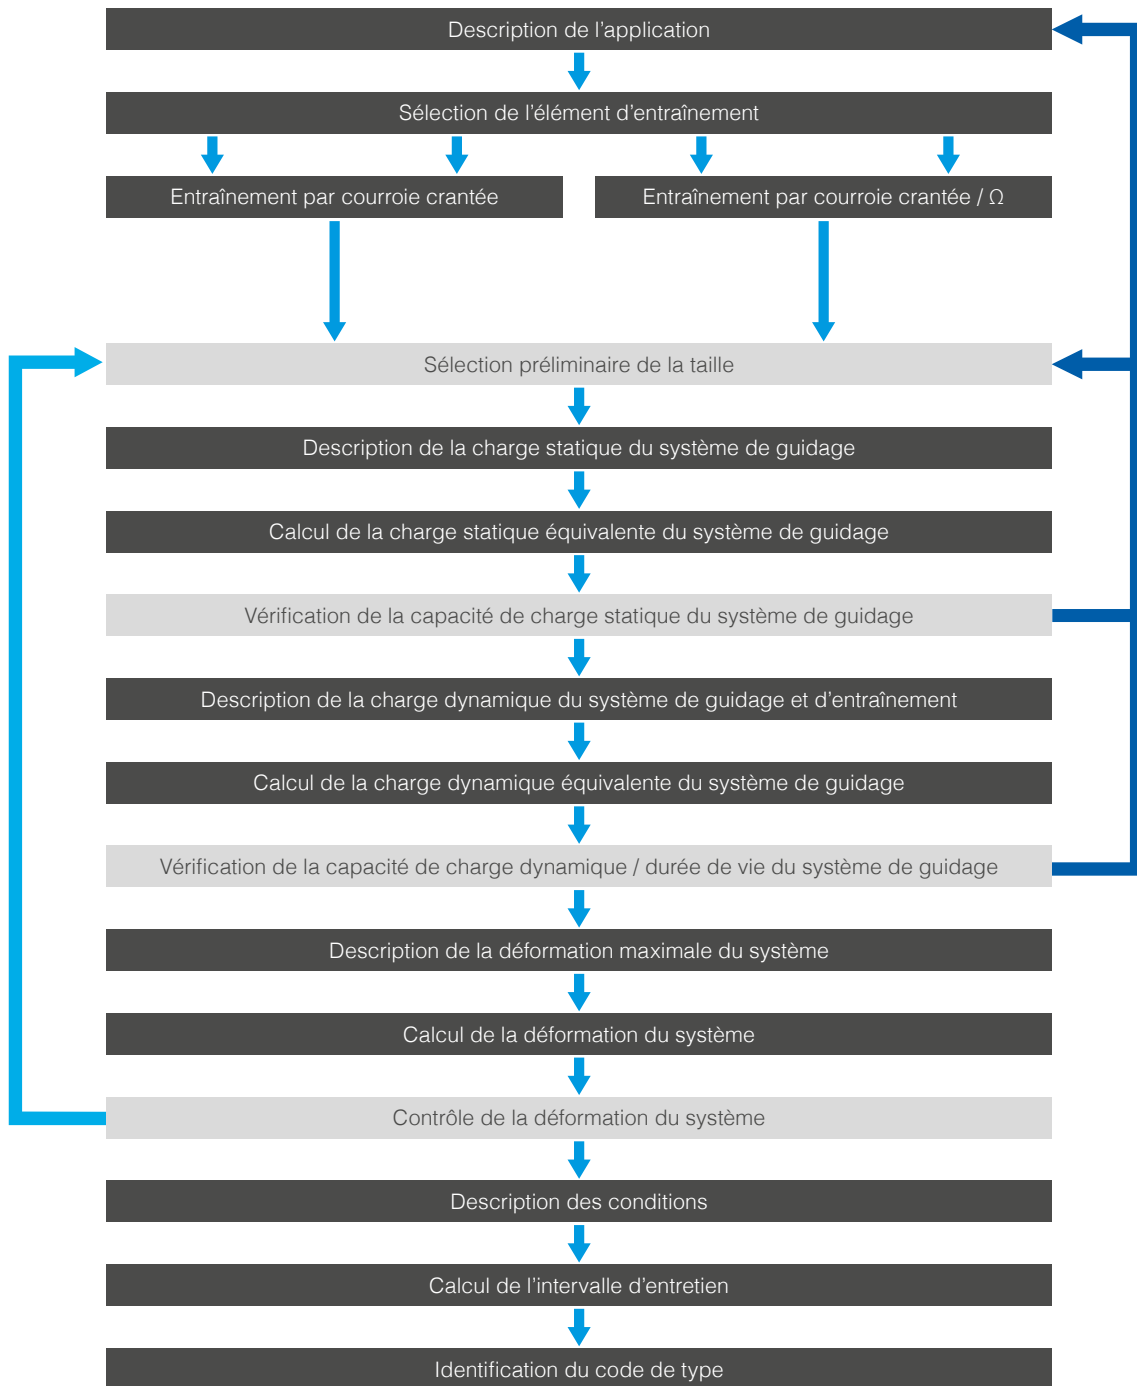 Description de l’application
Sélection de l’élément d’entraînement
Entraînement par courroie crantée
Entraînement par courroie crantée / Ω
Sélection préliminaire de la taille
Description de la charge statique du système de guidage
Calcul de la charge statique équivalente du système de guidage
Vérification de la capacité de charge statique du système de guidage
Description de la charge dynamique du système de guidage et d’entraînement
Calcul de la charge dynamique équivalente du système de guidage
Vérification de la capacité de charge dynamique / durée de vie du système de guidage
Description de la déformation maximale du système
Calcul de la déformation du système
Contrôle de la déformation du système
Description des conditions
Calcul de l’intervalle d’entretien
Identification du code de type